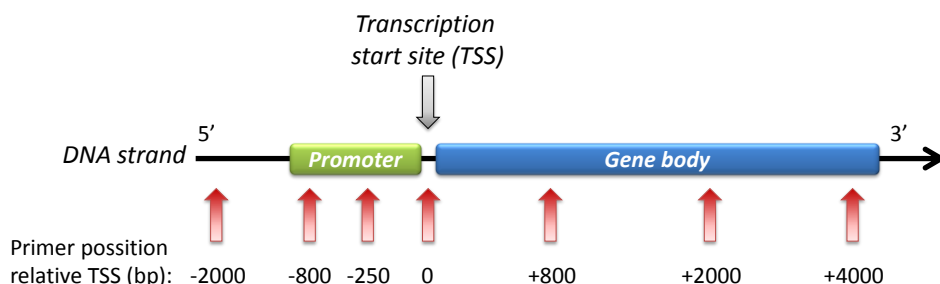 Transcription
start site (TSS)
5’
3’
DNA strand
Promoter
Gene body
Primer possition
relative TSS (bp):
-2000
-800
-250
0
+800
+2000
+4000